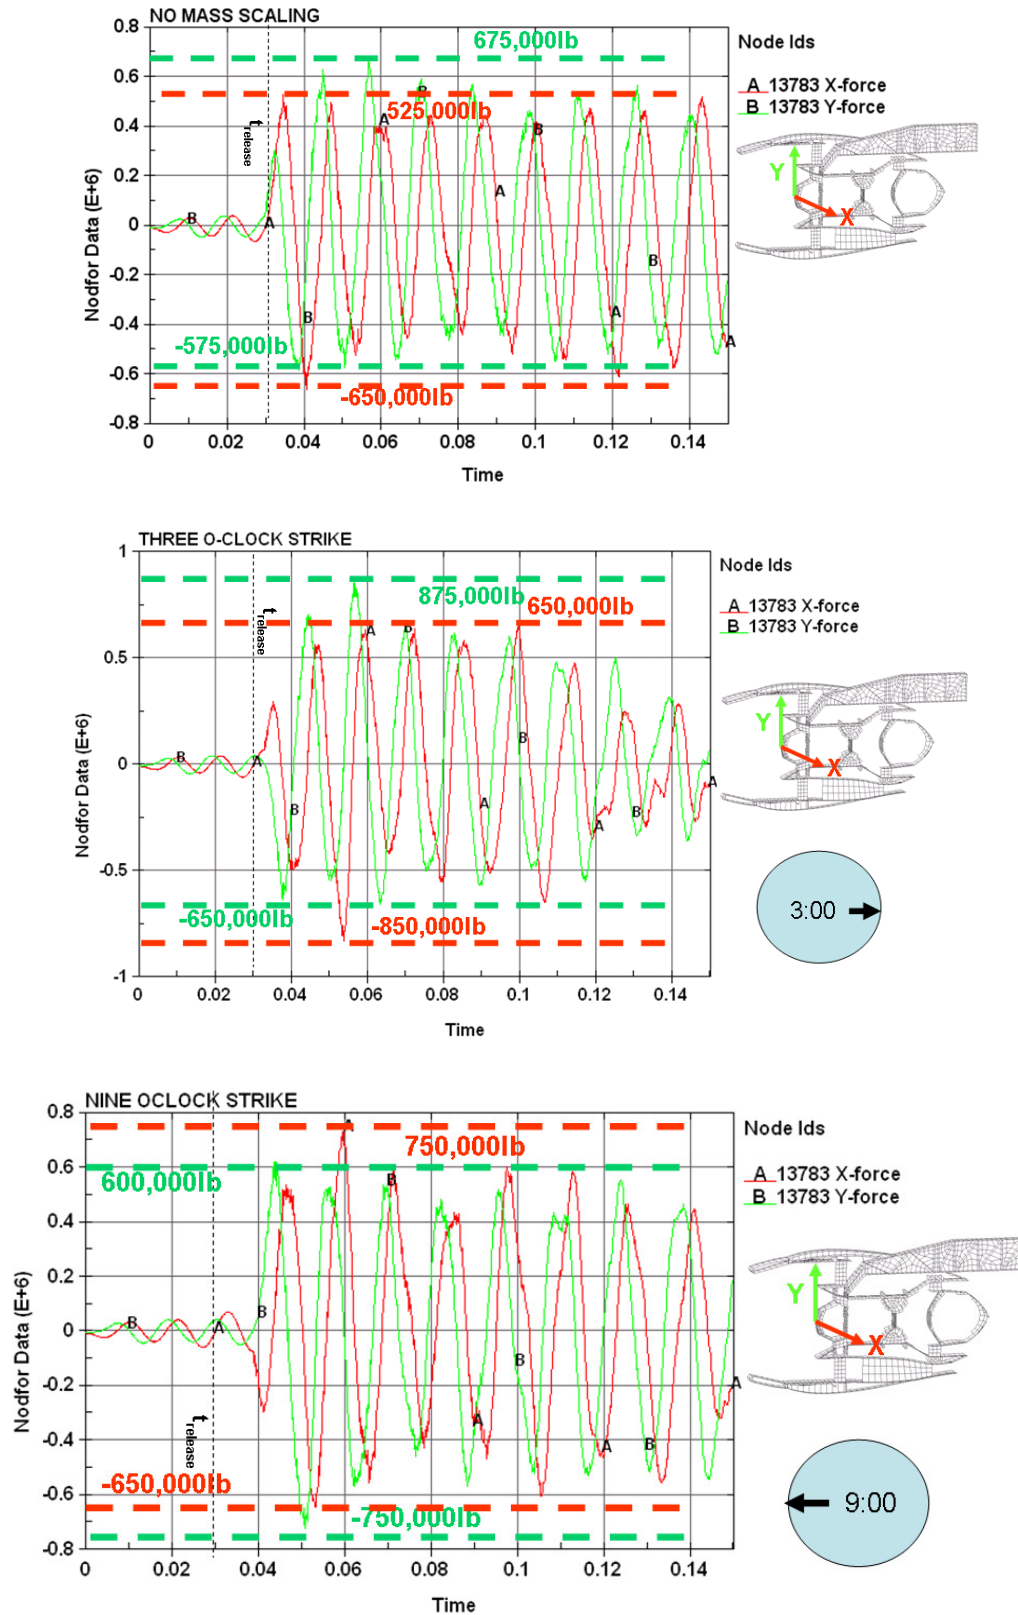 NO MASS SCALING
0.8
675,000lb
0.6
525,000lb
A
B
0.4
A
B
trelease
0.2
A
B
0
A
B
-0.2
B
A
A
-0.4
-575,000lb
-0.6
-650,000lb
-0.8
0 0.02 0.04 0.06 0.08 0.1 0.12 0.14
Time
Nodfor Data (E+6)
Node Ids
A 13783 X-force
B 13783 Y-force
Y
X
THREE O-CLOCK STRIKE
1
875,000lb
650,000lb
trelease
A
B
0.5
B
A
B
0
A
A
B
A
B
-0.5
-650,000lb
-850,000lb
-1
0 0.02 0.04 0.06 0.08 0.1 0.12 0.14
Time
Nodfor Data (E+6)
Node Ids
A 13783 X-force
B 13783 Y-force
Y
X
3:00
NINE OCLOCK STRIKE
0.8
A
750,000lb
0.6
600,000lb
B
0.4
0.2
B
B
A
0
B
-0.2
A
A
-0.4
A
B
trelease
-650,000lb
-0.6
-750,000lb
-0.8
0 0.02 0.04 0.06 0.08 0.1 0.12 0.14
Time
Nodfor Data (E+6)
Node Ids
A 13783 X-force
B 13783 Y-force
Y
X
9:00